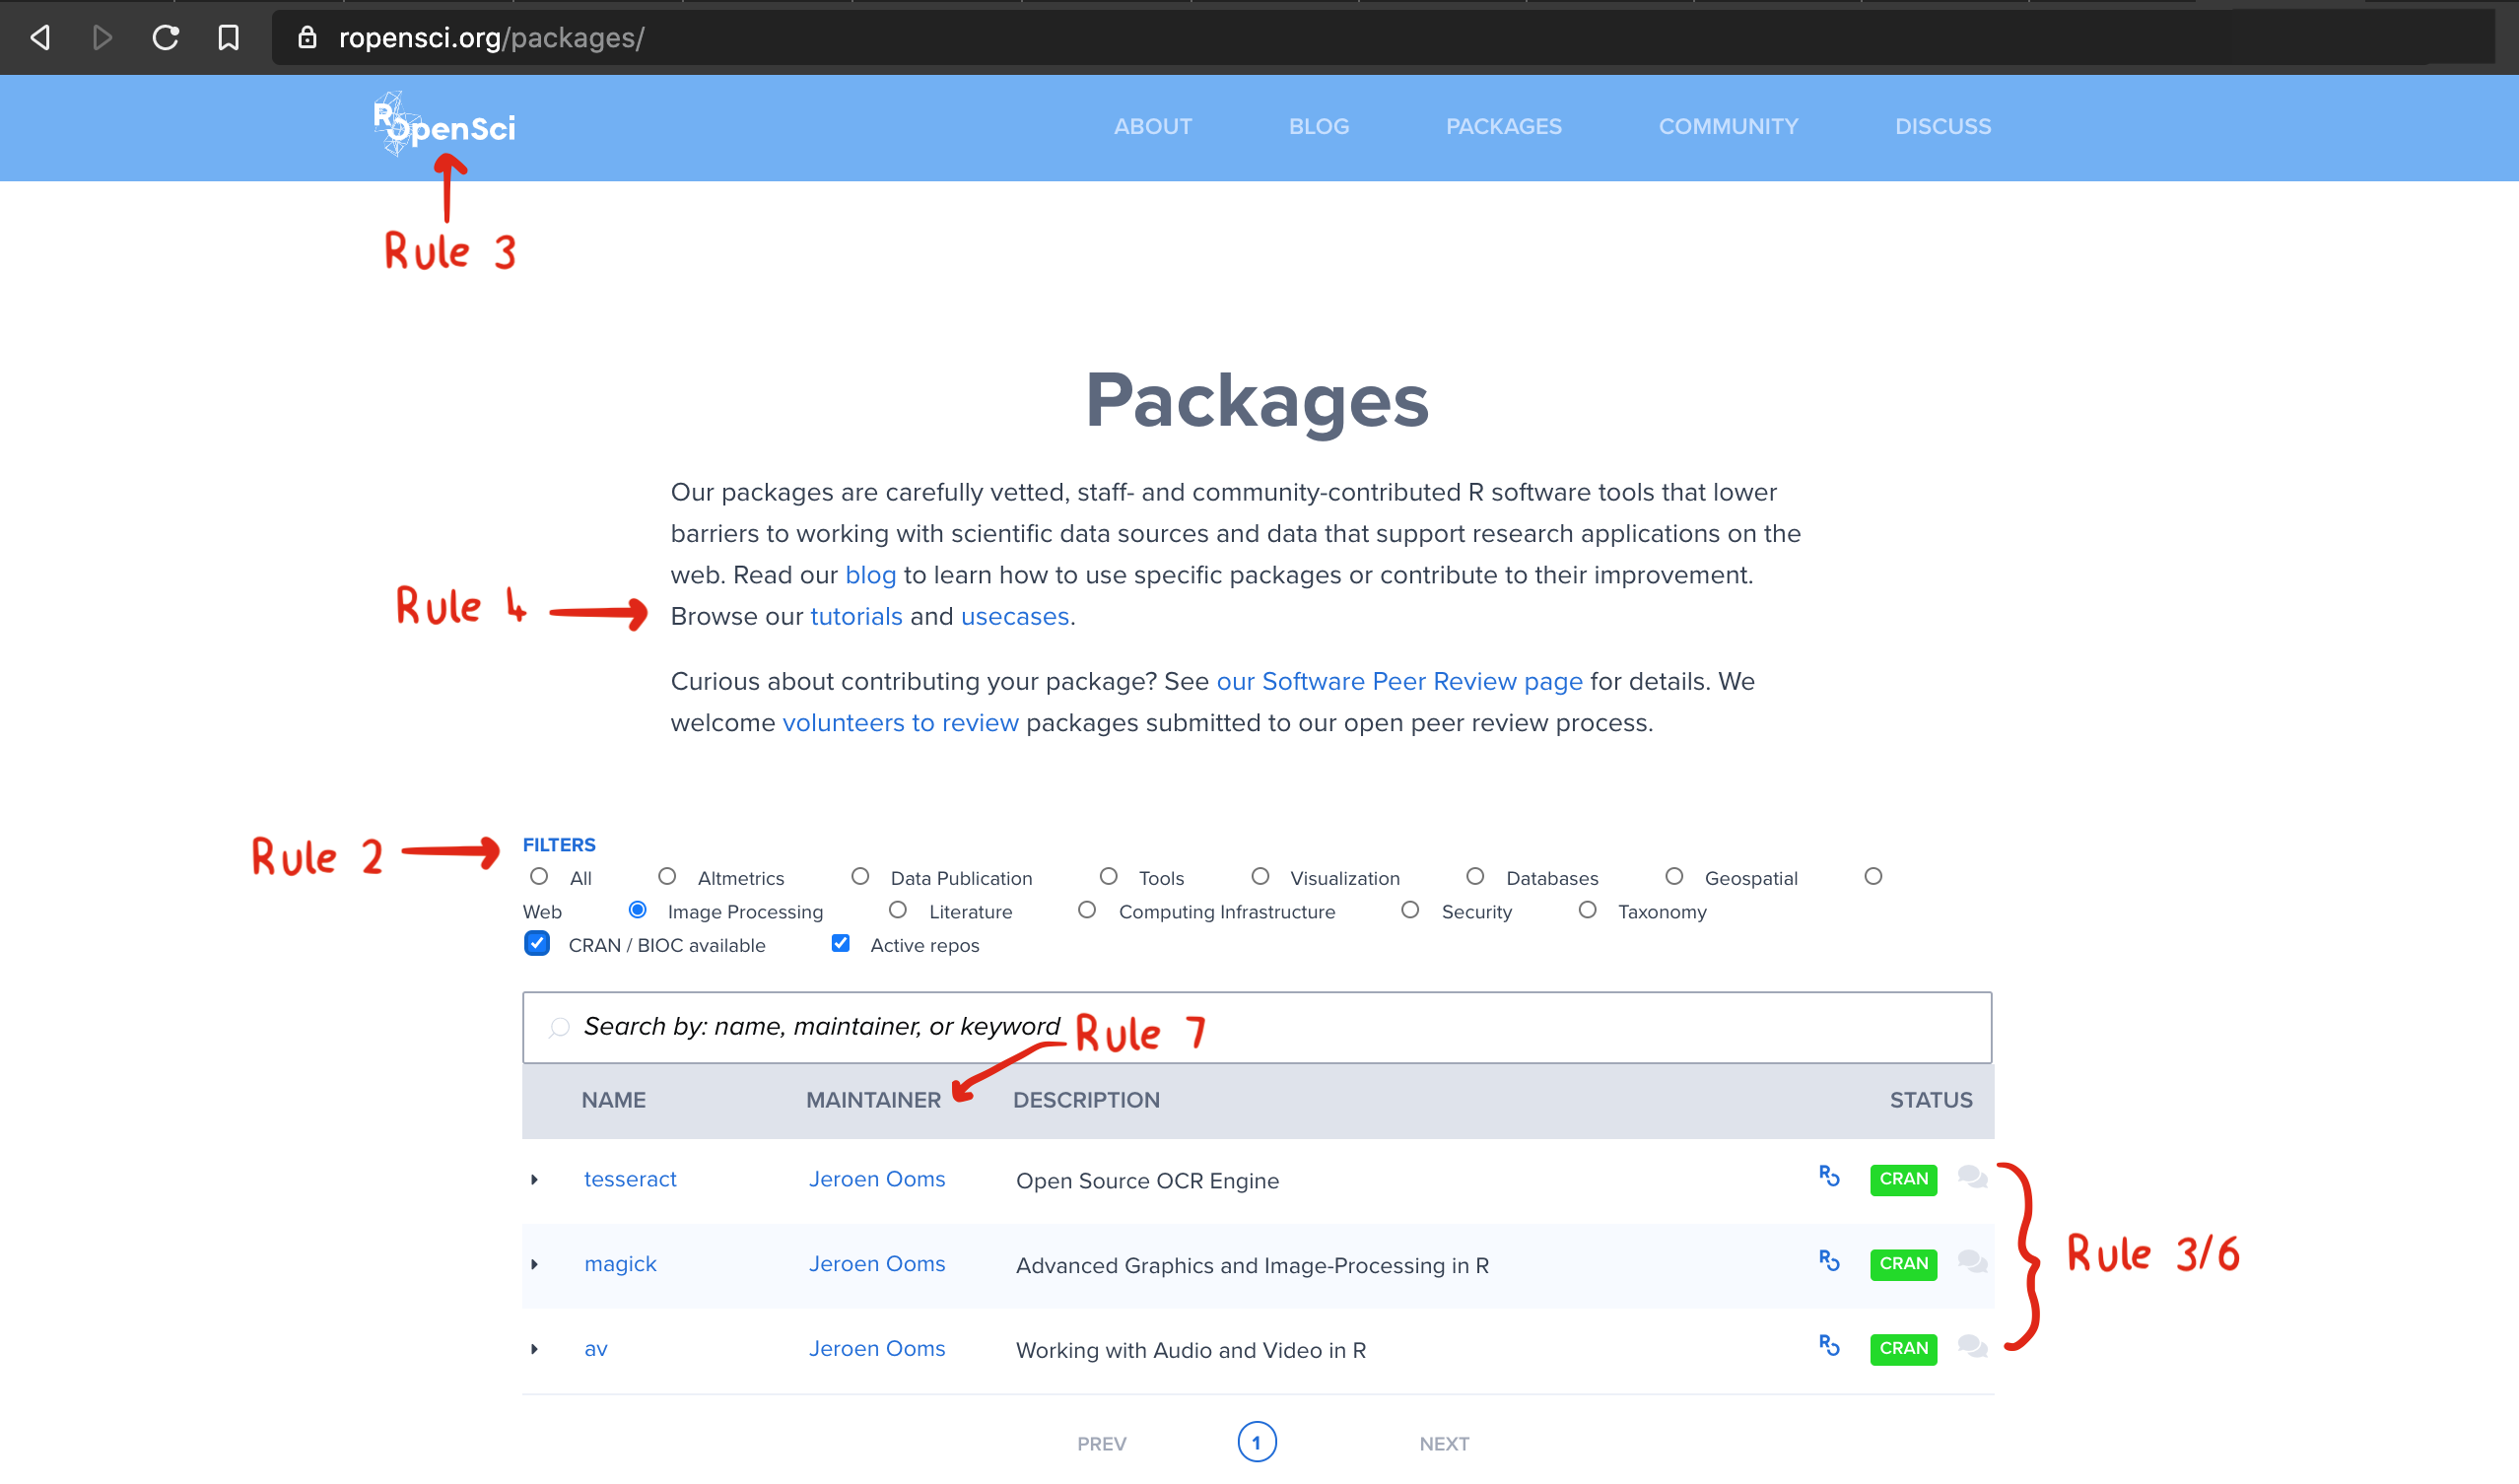 ropensci.org/packages/
ROpenSci
ABOUT BLOG PACKAGES COMMUNITY DISCUSS
Rule 3
Packages
Our packages are carefully vetted, staff- and community-contributed R software tools that lower
barriers to working with scientific data sources and data that support research applications on the
web. Read our blog to learn how to use specific packages or contribute to their improvement.
Rule 4
Browse our tutorials and usecases.
Curious about contributing your package? See our Software Peer Review page for details. We
welcome volunteers to review packages submitted to our open peer review process.
Rule 2
FILTERS
All Altmetrics Data Publication Tools Visualization Databases Geospatial
Web Image Processing Literature Computing Infrastructure Security Taxonomy
CRAN / BIOC available Active repos
Search by: name, maintainer, or keyword
Rule 7
NAME MAINTAINER DESCRIPTION STATUS
tesseract Jeroen Ooms Open Source OCR Engine CRAN
magick Jeroen Ooms Advanced Graphics and Image-Processing in R CRAN
Rule 3/6
av Jeroen Ooms Working with Audio and Video in R CRAN
PREV 1 NEXT